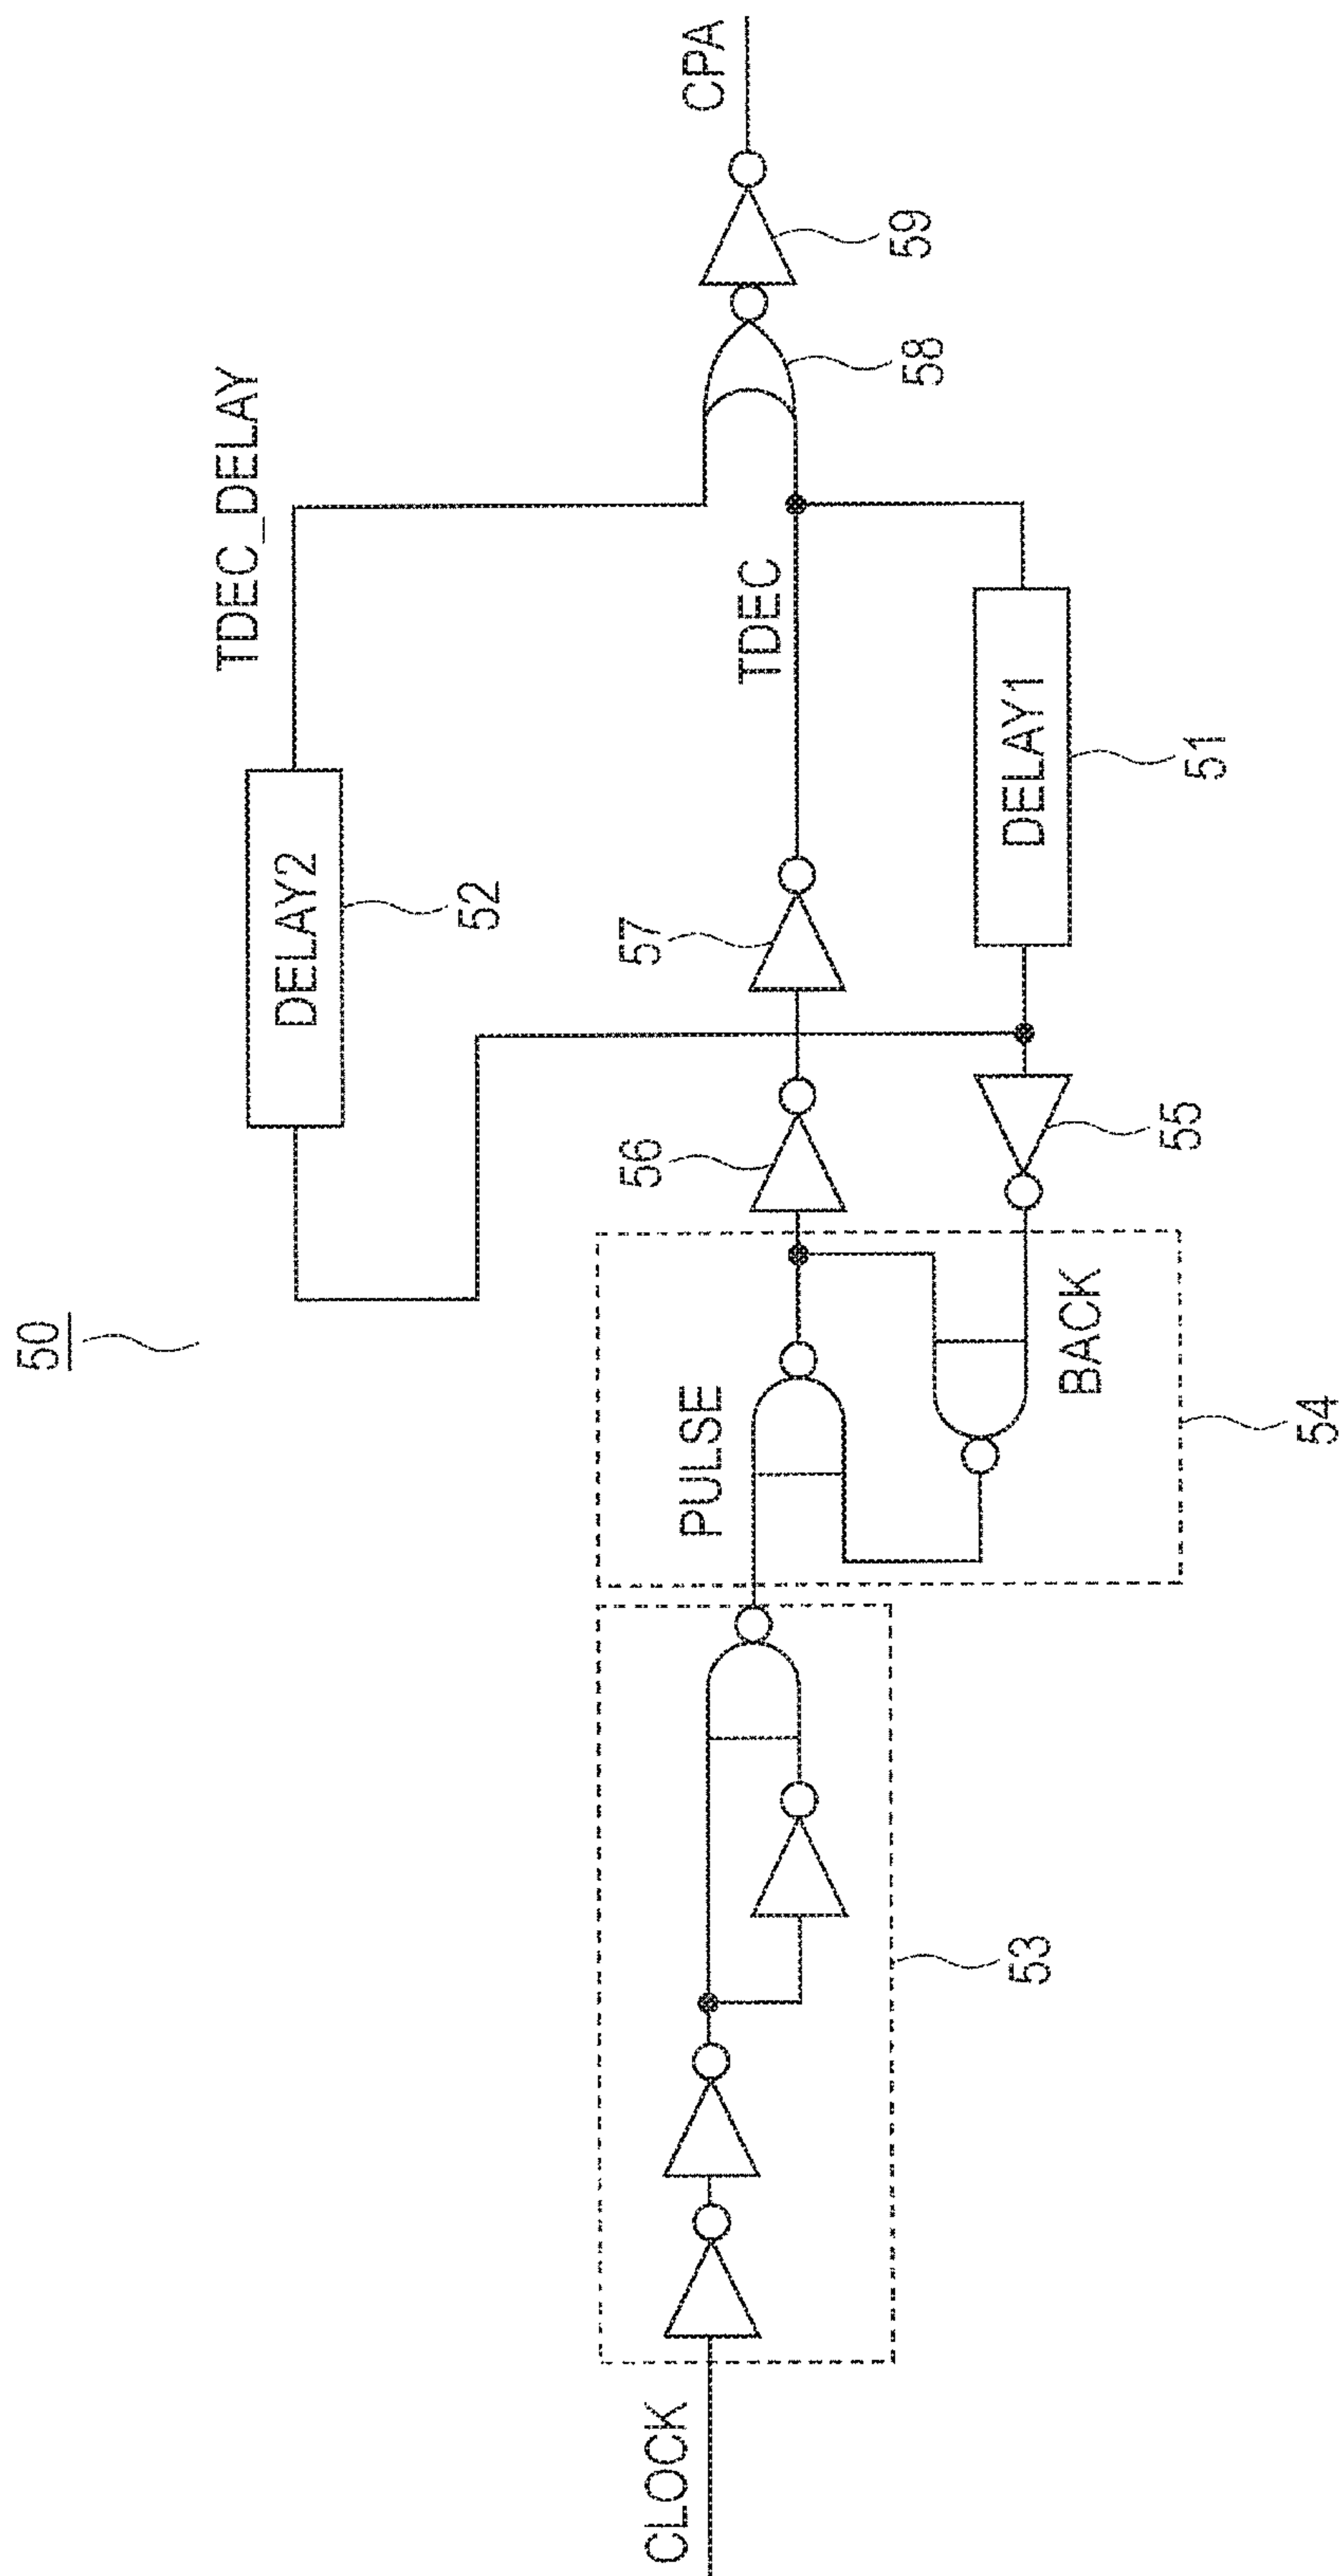 50
TDEC_DELAY
DELAY2
52
CPA
59
58
TDEC
57
56
DELAY1
51
55
PULSE
BACK
54
CLOCK
53